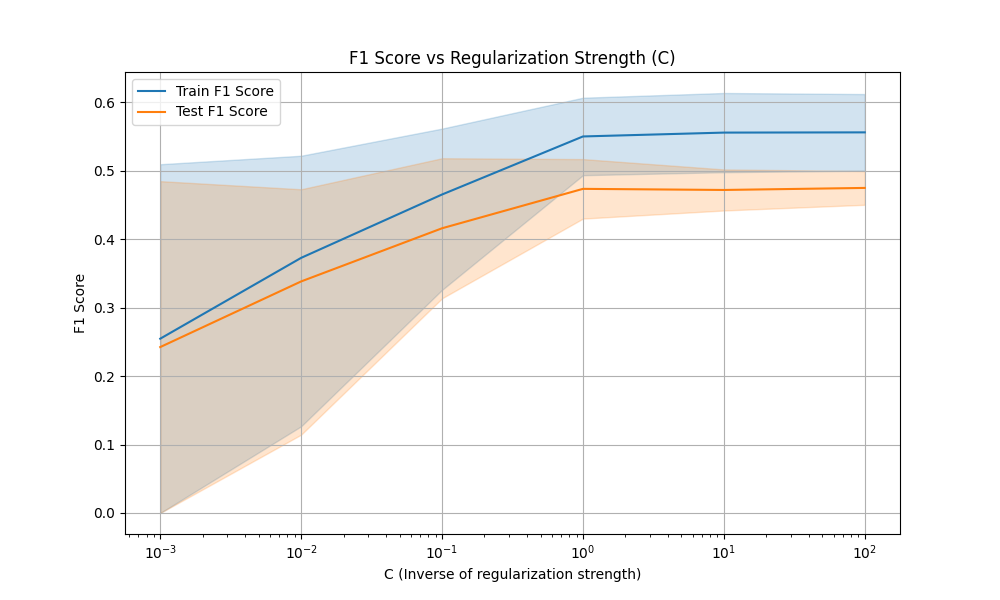 F1 Score vs Regularization Strength (C)
Train F1 Score
Test F1 Score
F1 Score
0.6
0.5
0.4
0.3
0.2
0.1
0.0
10⁻³ 10⁻² 10⁻¹ 10⁰ 10¹ 10²
C (Inverse of regularization strength)